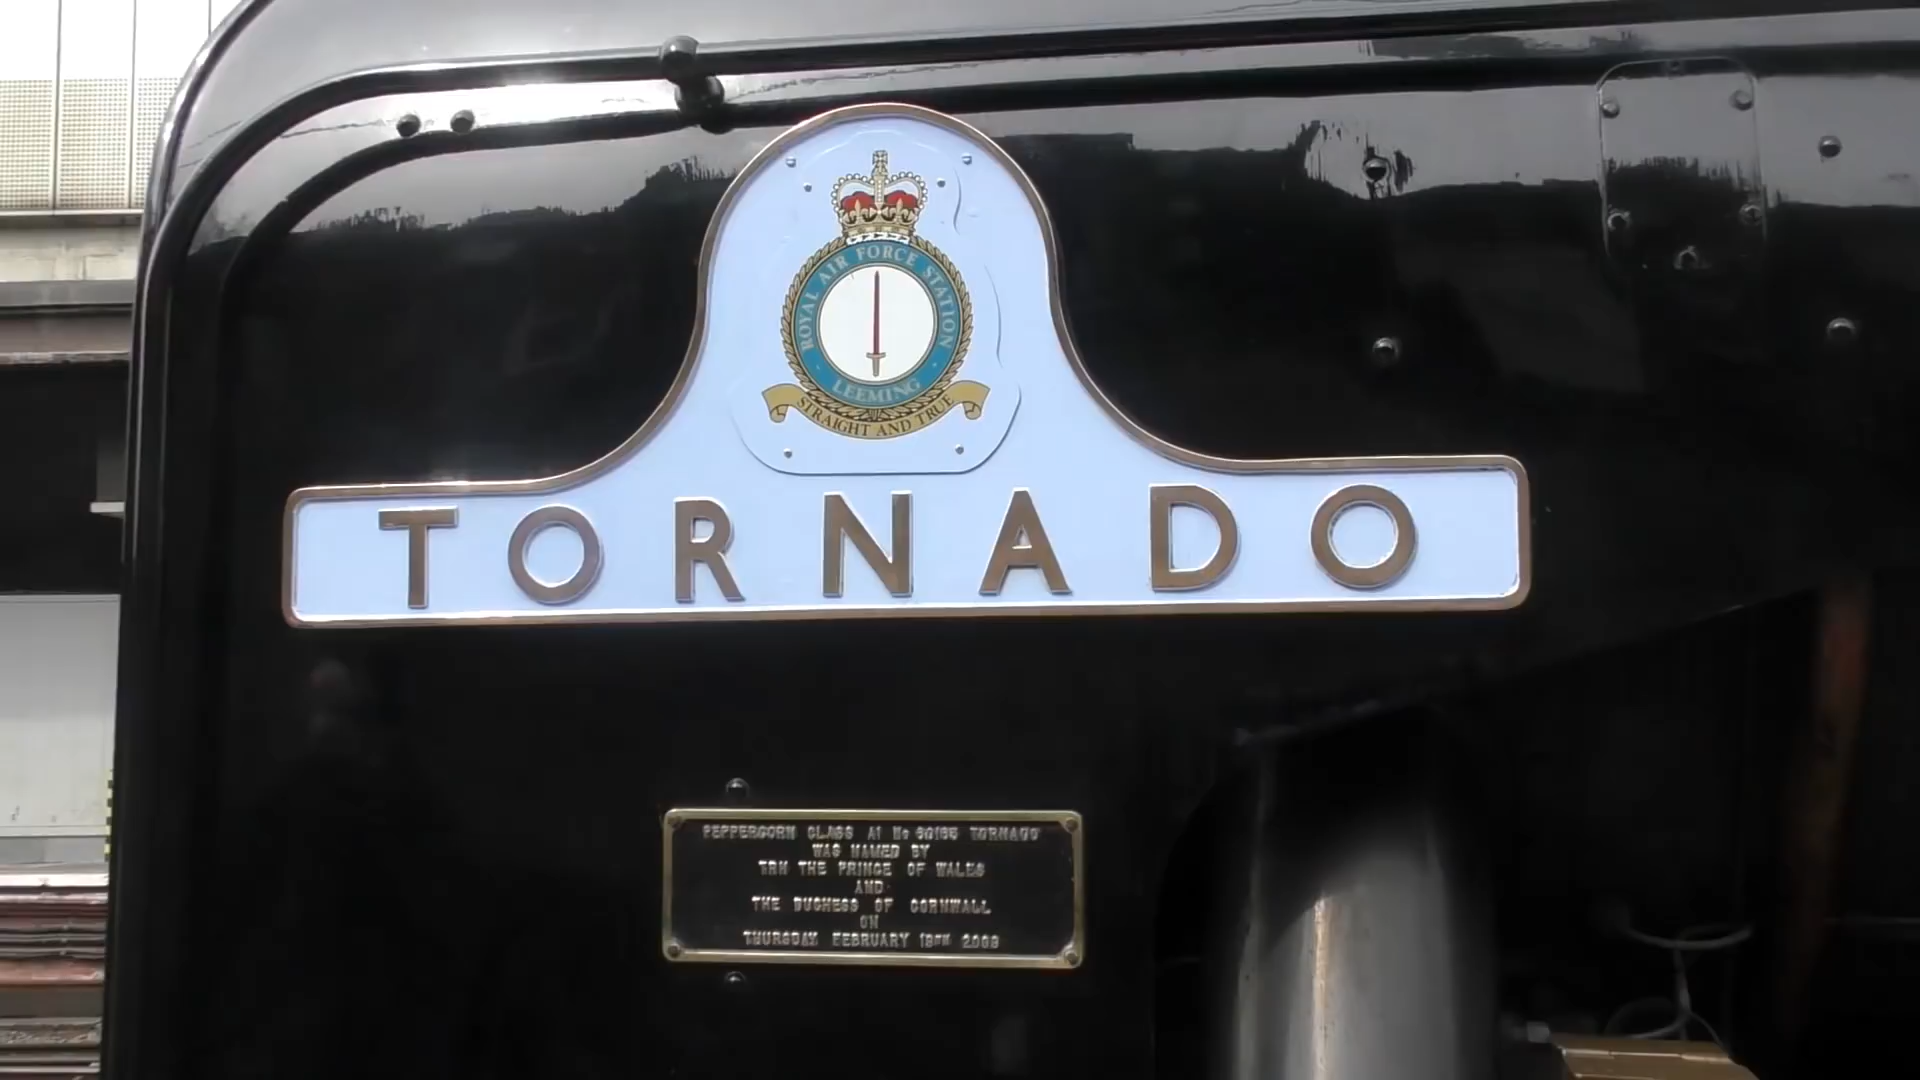 ROYAL AIR FORCE STATION
LEEMING
STRAIGHT AND TRUE
TORNADO
PEPPERCORN CLASS A1 No 60163 TORNADO
WAS NAMED BY
TRH THE PRINCE OF WALES
AND
THE DUCHESS OF CORNWALL
ON
THURSDAY FEBRUARY 19TH 2009